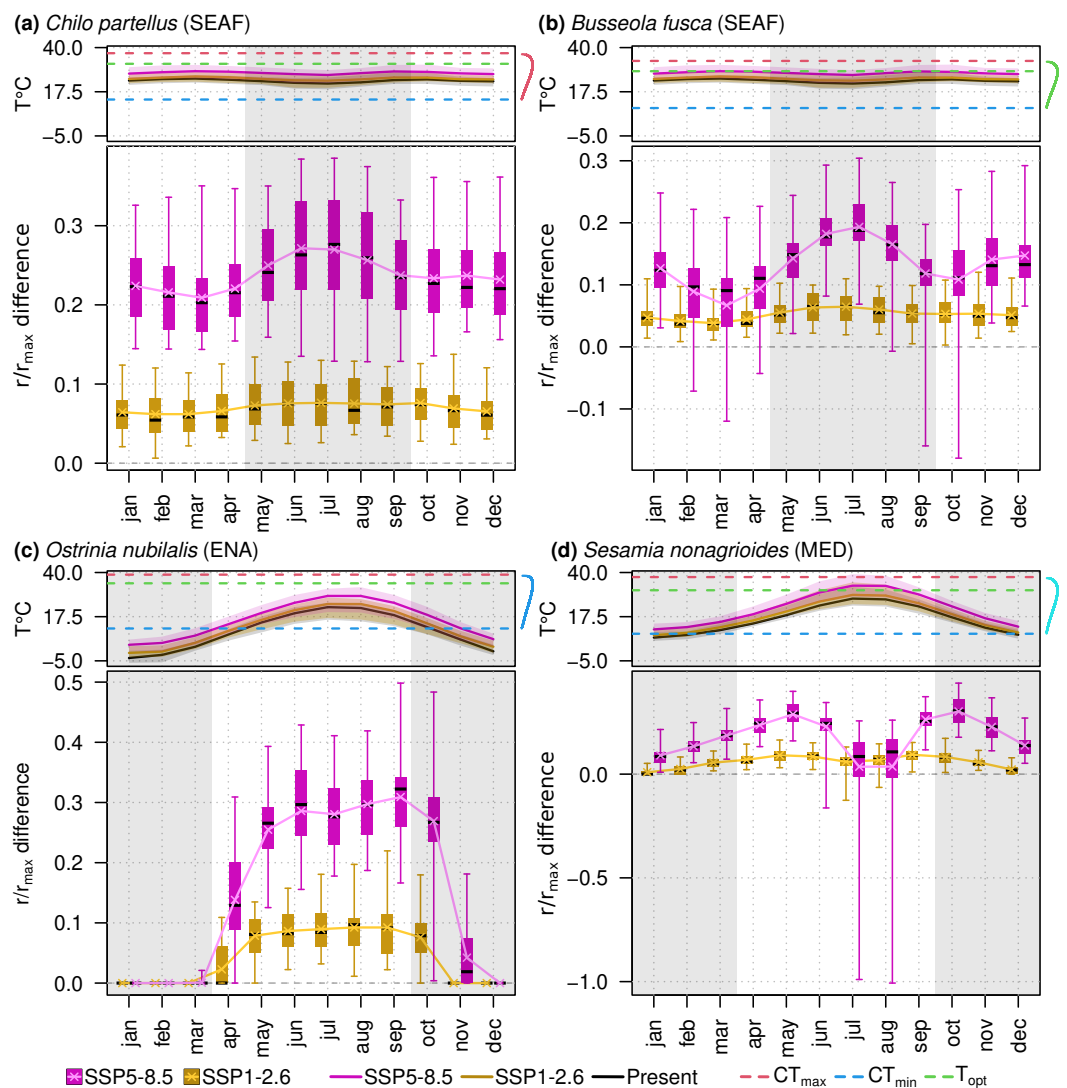 (a) Chilo partellus (SEAF)
40.0
17.5
−5.0
T°C
0.3
0.2
0.1
0.0
r/rmax difference
jan feb mar apr may jun jul aug sep oct nov dec
(b) Busseola fusca (SEAF)
40.0
17.5
−5.0
T°C
0.3
0.2
0.1
0.0
−0.1
r/rmax difference
jan feb mar apr may jun jul aug sep oct nov dec
(c) Ostrinia nubilalis (ENA)
40.0
17.5
−5.0
T°C
0.5
0.4
0.3
0.2
0.1
0.0
r/rmax difference
jan feb mar apr may jun jul aug sep oct nov dec
(d) Sesamia nonagrioides (MED)
40.0
17.5
−5.0
T°C
0.0
−0.5
−1.0
r/rmax difference
jan feb mar apr may jun jul aug sep oct nov dec
SSP5-8.5 SSP1-2.6 SSP5-8.5 SSP1-2.6 Present CTmax CTmin Topt